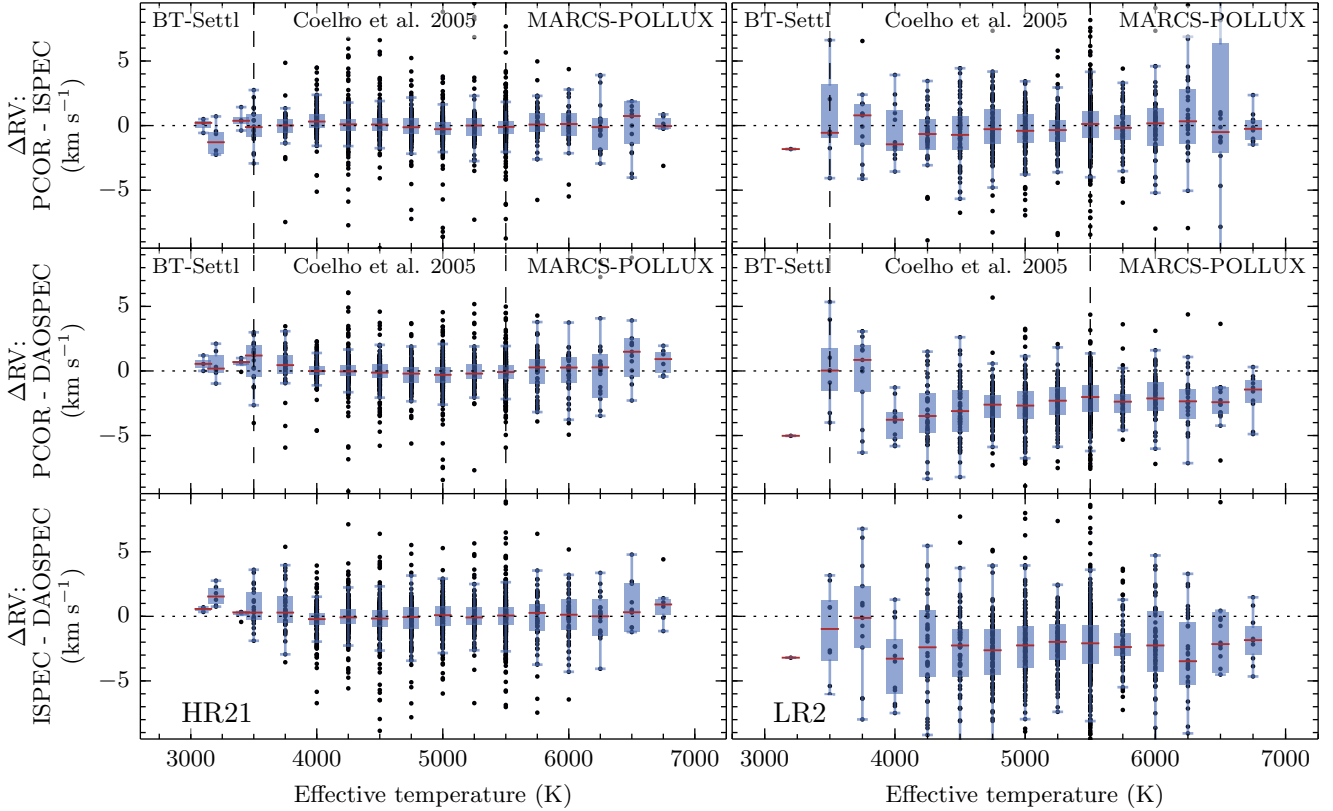 BT-Settl Coelho et al. 2005 MARCS-POLLUX
BT-Settl Coelho et al. 2005 MARCS-POLLUX
ΔRV:
PCOR - ISPEC
(km s⁻¹)
5
0
−5
BT-Settl Coelho et al. 2005 MARCS-POLLUX
BT-Settl Coelho et al. 2005 MARCS-POLLUX
ΔRV:
PCOR - DAOSPEC
(km s⁻¹)
5
0
−5
ΔRV:
ISPEC - DAOSPEC
(km s⁻¹)
5
0
−5
HR21
LR2
3000 4000 5000 6000 7000
3000 4000 5000 6000 7000
Effective temperature (K)
Effective temperature (K)